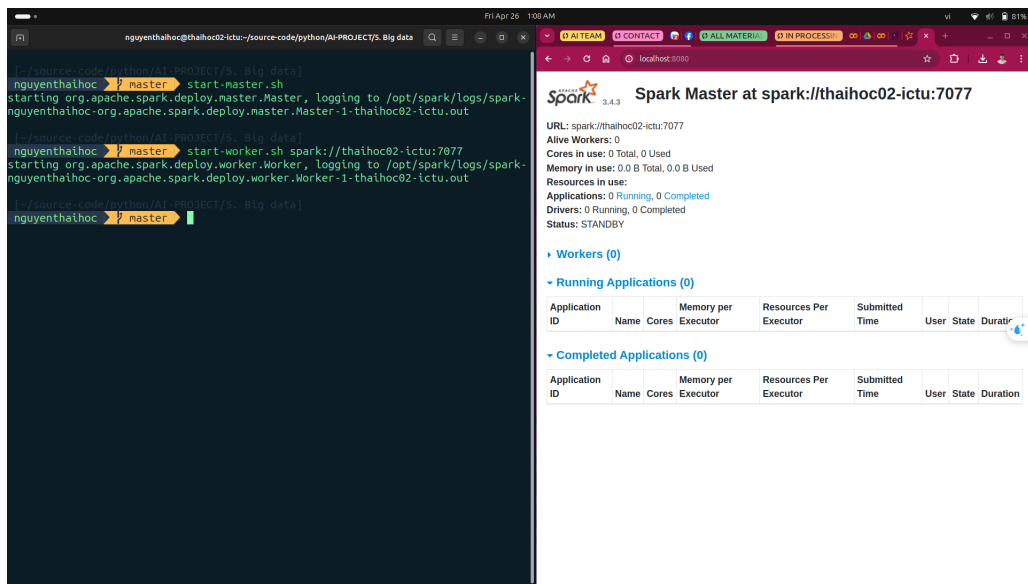 Fri Apr 26 1:08 AM
vi
81%
nguyenthaihoc@thaihoc02-ictu:~/source-code/python/AI-PROJECT/5. Big data
[~/source-code/python/AI-PROJECT/5. Big data]
nguyenthaihoc master start-master.sh
starting org.apache.spark.deploy.master.Master, logging to /opt/spark/logs/spark-
nguyenthaihoc-org.apache.spark.deploy.master.Master-1-thaihoc02-ictu.out
[~/source-code/python/AI-PROJECT/5. Big data]
nguyenthaihoc master start-worker.sh spark://thaihoc02-ictu:7077
starting org.apache.spark.deploy.worker.Worker, logging to /opt/spark/logs/spark-
nguyenthaihoc-org.apache.spark.deploy.worker.Worker-1-thaihoc02-ictu.out
[~/source-code/python/AI-PROJECT/5. Big data]
nguyenthaihoc master
Ø AI TEAM Ø CONTACT Ø ALL MATERIAL Ø IN PROCESSIN
localhost:8080
APACHE Spark 3.4.3 Spark Master at spark://thaihoc02-ictu:7077
URL: spark://thaihoc02-ictu:7077
Alive Workers: 0
Cores in use: 0 Total, 0 Used
Memory in use: 0.0 B Total, 0.0 B Used
Resources in use:
Applications: 0 Running, 0 Completed
Drivers: 0 Running, 0 Completed
Status: STANDBY
Workers (0)
Running Applications (0)
Application ID Name Cores Memory per Executor Resources Per Executor Submitted Time User State Duratio
Completed Applications (0)
Application ID Name Cores Memory per Executor Resources Per Executor Submitted Time User State Duration